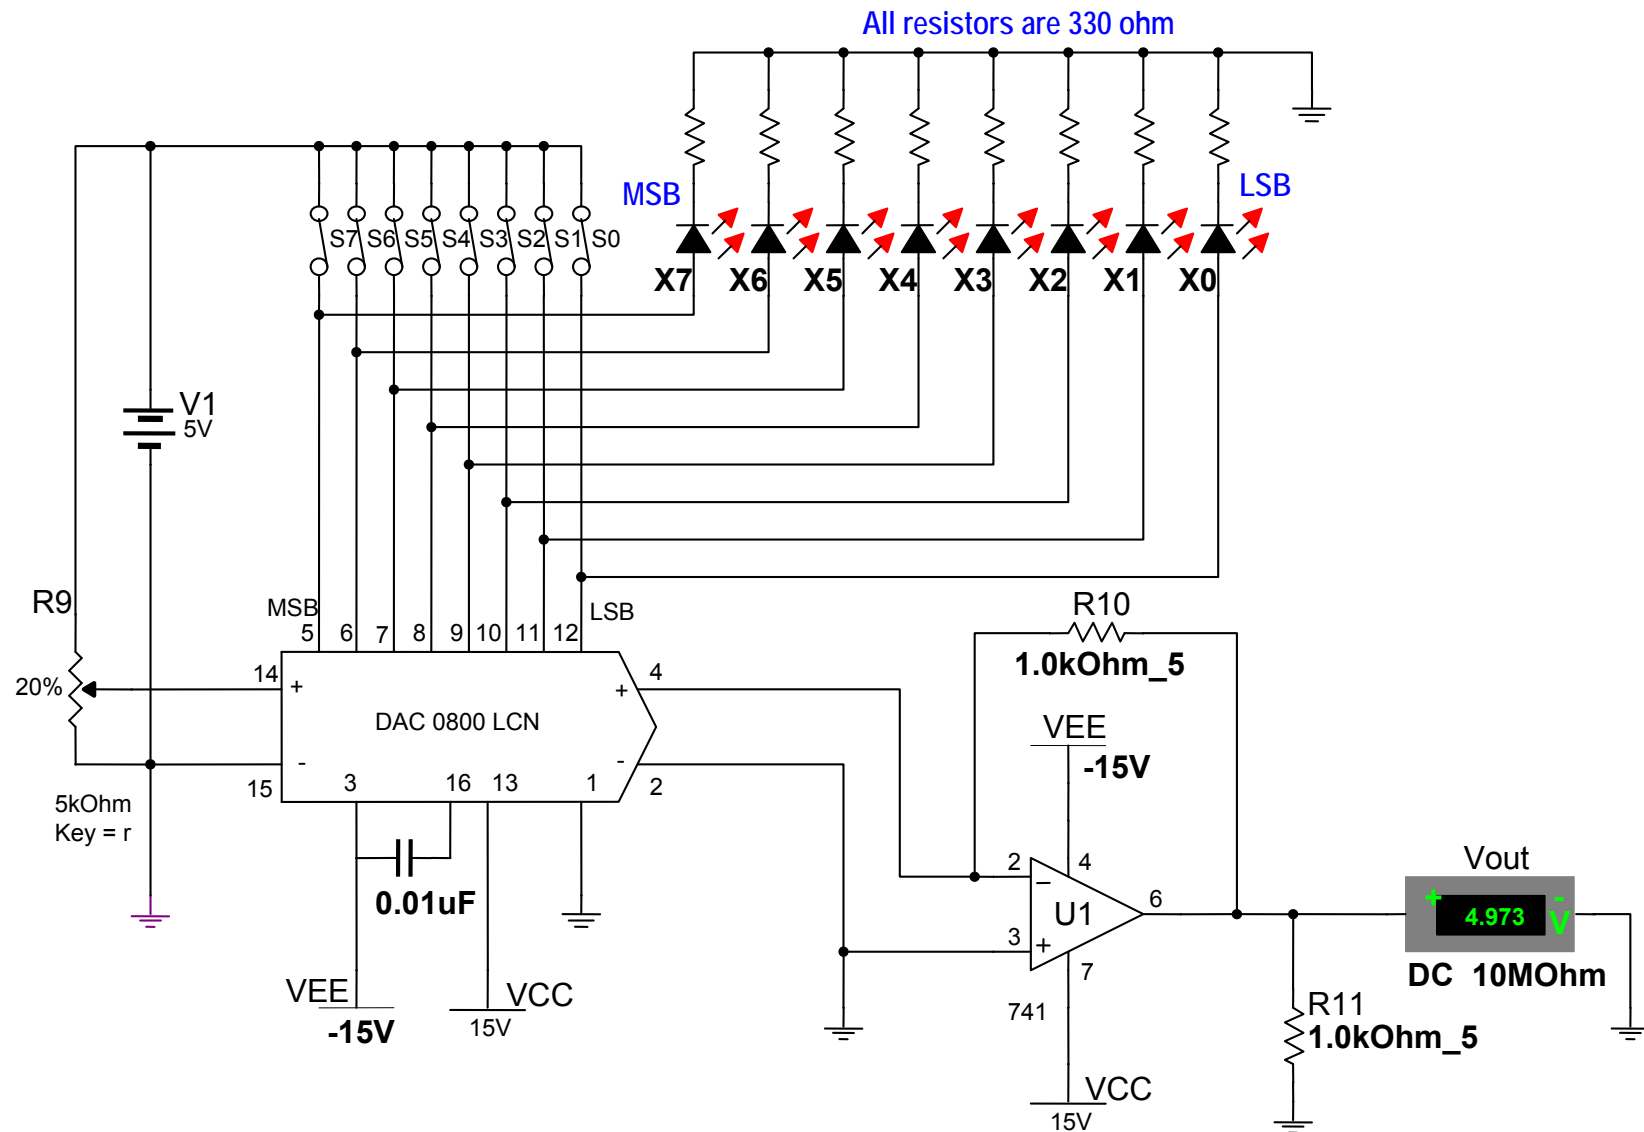 All resistors are 330 ohm
MSB
LSB
S7 S6 S5 S4 S3 S2 S1 S0
X7 X6 X5 X4 X3 X2 X1 X0
V1
5V
R9
MSB
LSB
5 6 7 8 9 10 11 12
R10
1.0kOhm_5
20%
14
+
4
+
DAC 0800 LCN
VEE
-15V
-
-
15
3
16 13
1
2
5kOhm
Key = r
0.01uF
2
4
-
U1
6
3
+
7
741
Vout
+
4.973
-
V
DC 10MOhm
VEE
-15V
VCC
15V
R11
1.0kOhm_5
VCC
15V